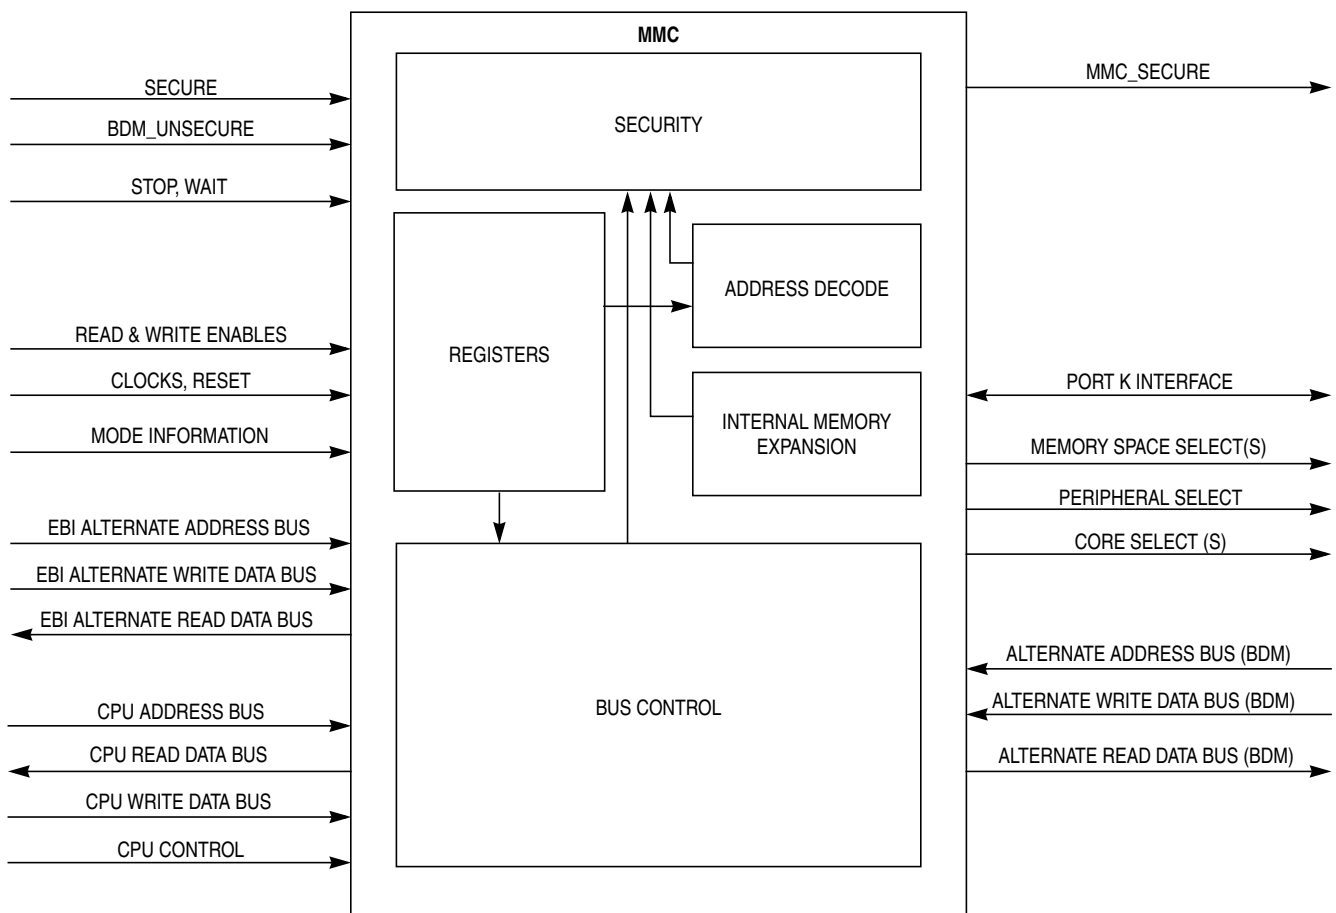 MMC
SECURE
BDM_UNSECURE
STOP, WAIT
READ & WRITE ENABLES
CLOCKS, RESET
MODE INFORMATION
EBI ALTERNATE ADDRESS BUS
EBI ALTERNATE WRITE DATA BUS
EBI ALTERNATE READ DATA BUS
CPU ADDRESS BUS
CPU READ DATA BUS
CPU WRITE DATA BUS
CPU CONTROL
SECURITY
REGISTERS
ADDRESS DECODE
INTERNAL MEMORY
EXPANSION
BUS CONTROL
MMC_SECURE
PORT K INTERFACE
MEMORY SPACE SELECT(S)
PERIPHERAL SELECT
CORE SELECT (S)
ALTERNATE ADDRESS BUS (BDM)
ALTERNATE WRITE DATA BUS (BDM)
ALTERNATE READ DATA BUS (BDM)